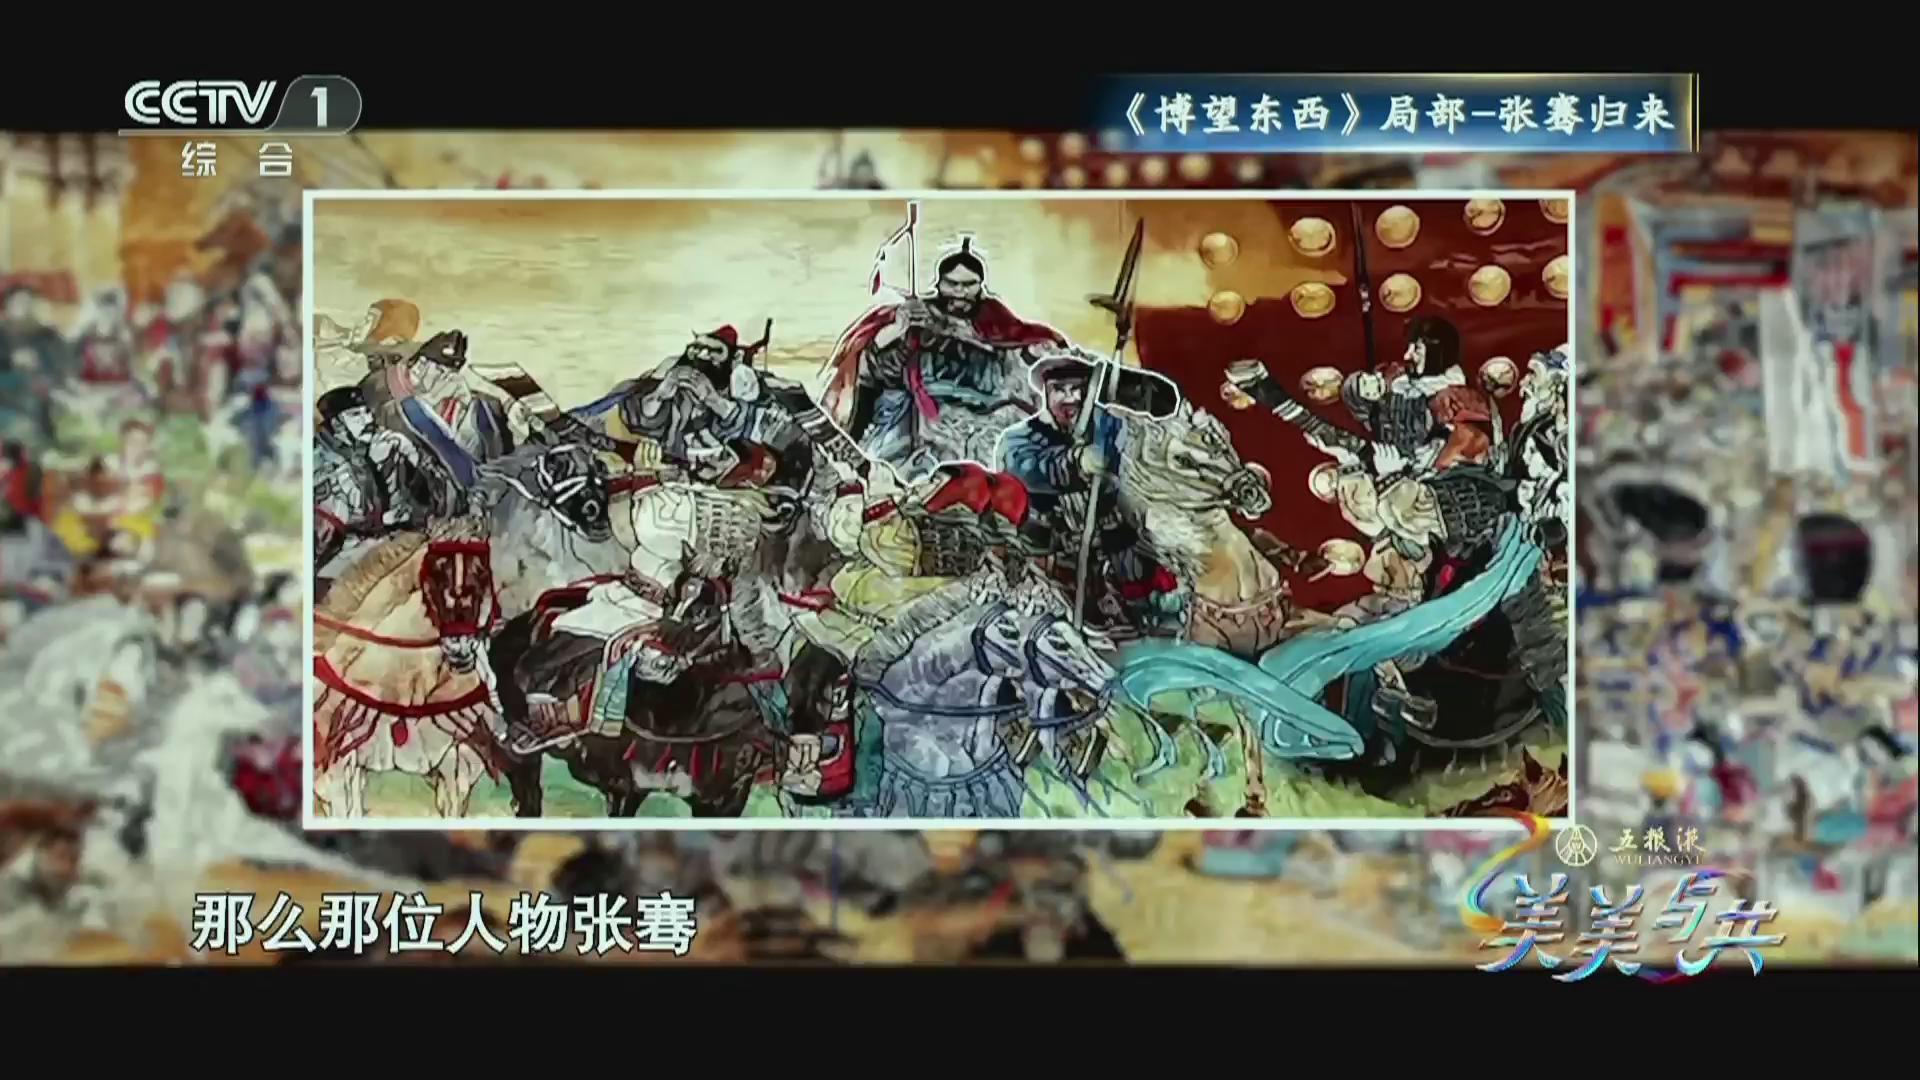 CCTV 1
综合
《博望东西》局部-张骞归来
五粮液
WULIANGYE
美美与共
那么那位人物张骞